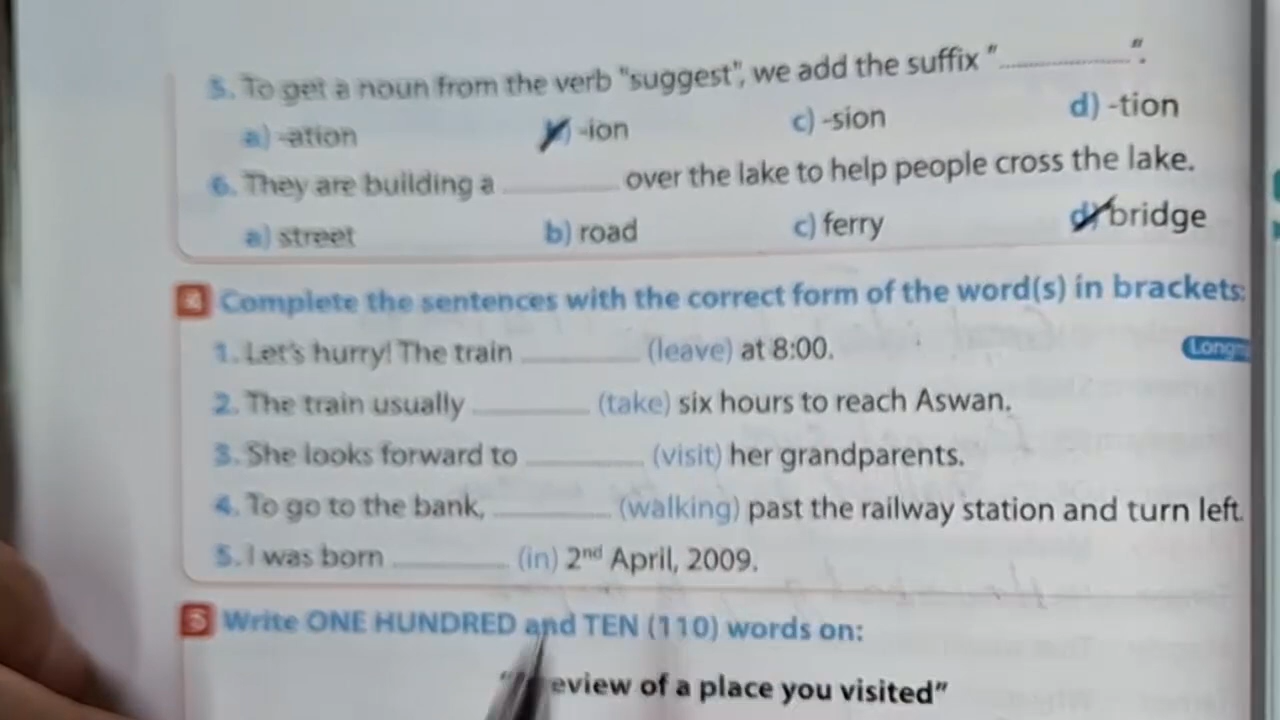 5. To get a noun from the verb "suggest", we add the suffix "............".
a) -ation b) -ion c) -sion d) -tion
6. They are building a ________ over the lake to help people cross the lake.
a) street b) road c) ferry d) bridge
4 Complete the sentences with the correct form of the word(s) in brackets:
1. Let's hurry! The train ________ (leave) at 8:00.
Long
2. The train usually ________ (take) six hours to reach Aswan.
3. She looks forward to ________ (visit) her grandparents.
4. To go to the bank, ________ (walking) past the railway station and turn left.
5. I was born ________ (in) 2nd April, 2009.
5 Write ONE HUNDRED and TEN (110) words on:
of a place you visited"